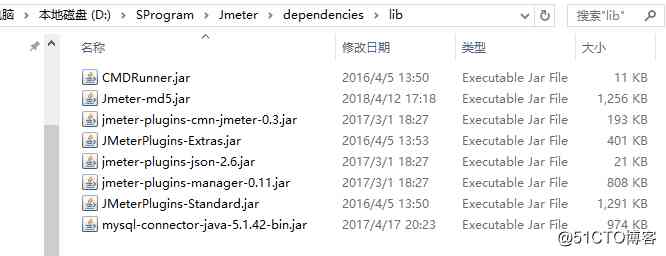 电脑 › 本地磁盘 (D:) › SProgram › Jmeter › dependencies › lib 搜索"lib"
名称 修改日期 类型 大小
CMDRunner.jar 2016/4/5 13:50 Executable Jar File 11 KB
Jmeter-md5.jar 2018/4/12 17:18 Executable Jar File 1,256 KB
jmeter-plugins-cmn-jmeter-0.3.jar 2017/3/1 18:27 Executable Jar File 193 KB
JMeterPlugins-Extras.jar 2016/4/5 13:53 Executable Jar File 401 KB
jmeter-plugins-json-2.6.jar 2017/3/1 18:27 Executable Jar File 21 KB
jmeter-plugins-manager-0.11.jar 2017/3/1 18:27 Executable Jar File 808 KB
JMeterPlugins-Standard.jar 2016/4/5 13:50 Executable Jar File 1,291 KB
mysql-connector-java-5.1.42-bin.jar 2017/4/17 20:23 Executable Jar File 974 KB
@51CTO博客